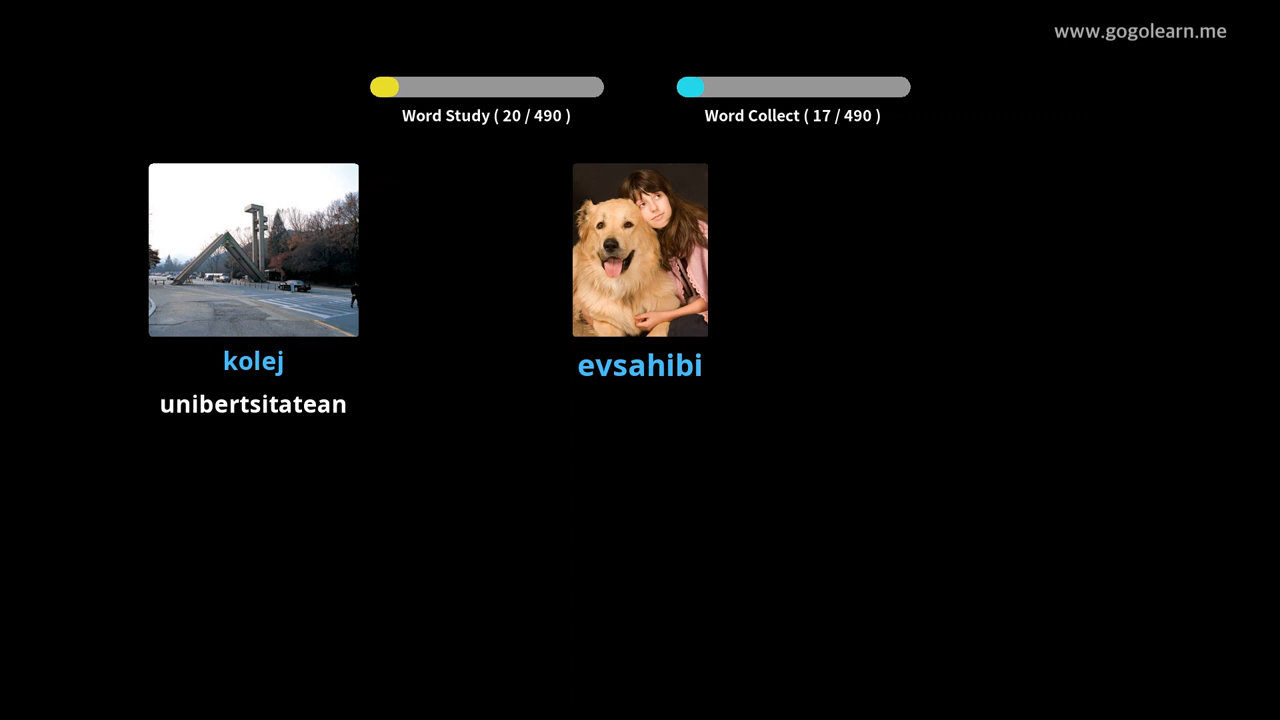 www.gogolearn.me
Word Study ( 20 / 490 )
Word Collect ( 17 / 490 )
kolej
evsahibi
unibertsitatean